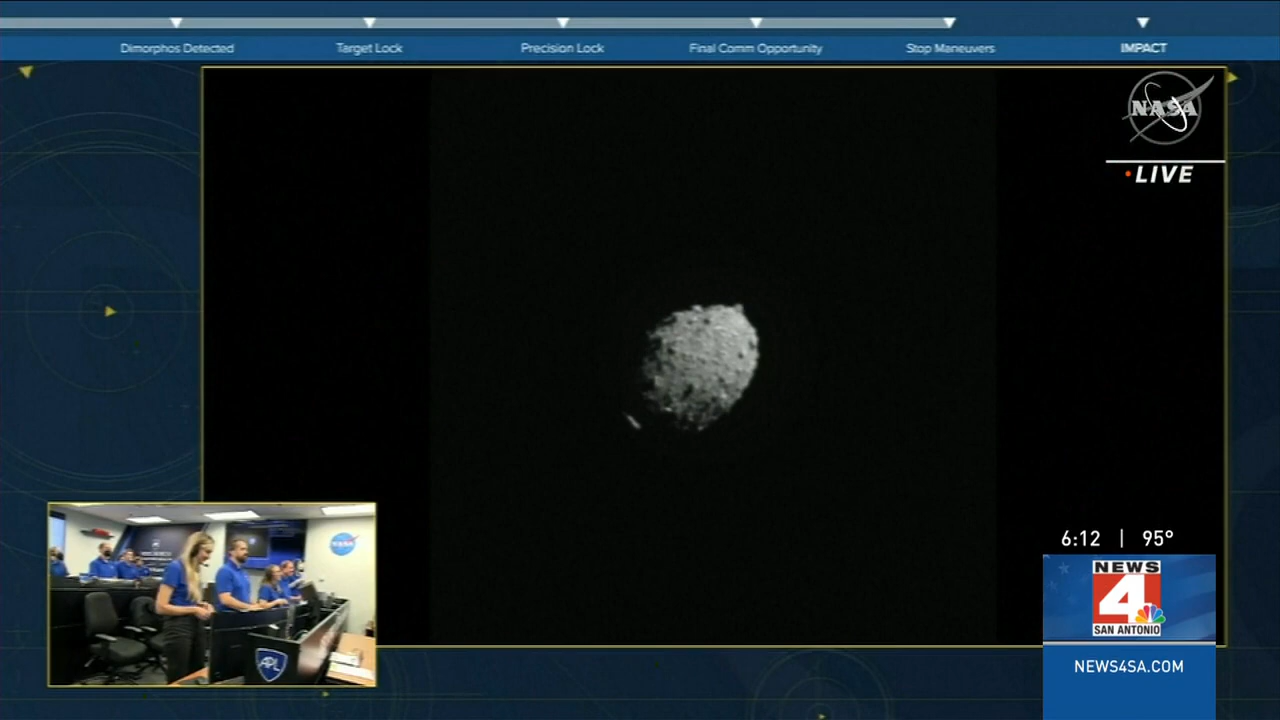 Dimorphos Detected
Target Lock
Precision Lock
Final Comm Opportunity
Stop Maneuvers
IMPACT
NASA
LIVE
NASA
APL
6:12 | 95°
NEWS
4
SAN ANTONIO
NEWS4SA.COM